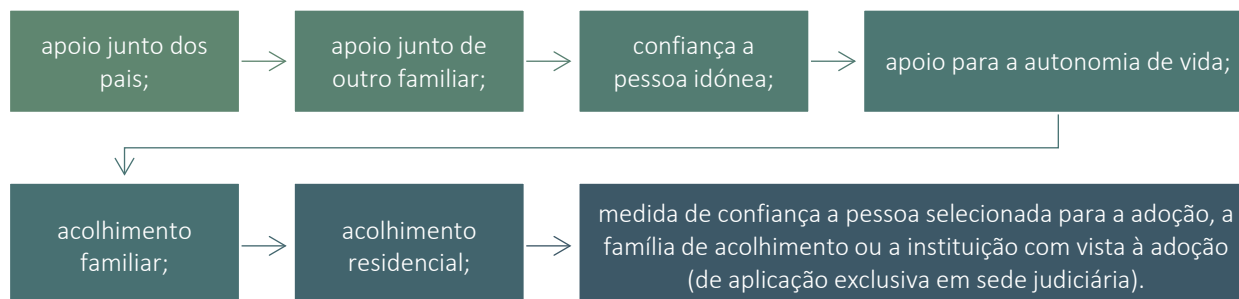 apoio junto dos
pais;
apoio junto de
outro familiar;
confiança a
pessoa idónea;
apoio para a autonomia de vida;
acolhimento
familiar;
acolhimento
residencial;
medida de confiança a pessoa selecionada para a adoção, a
família de acolhimento ou a instituição com vista à adoção
(de aplicação exclusiva em sede judiciária).